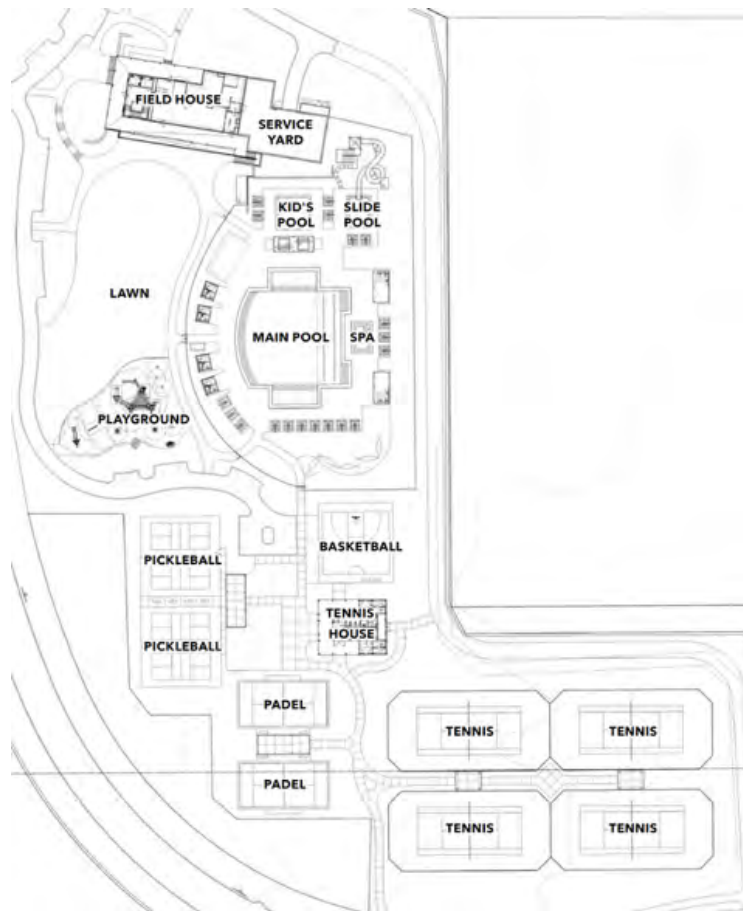 FIELD HOUSE
SERVICE
YARD
KID'S
POOL
SLIDE
POOL
LAWN
MAIN POOL
SPA
PLAYGROUND
PICKLEBALL
BASKETBALL
TENNIS
HOUSE
PICKLEBALL
PADEL
TENNIS
TENNIS
PADEL
TENNIS
TENNIS